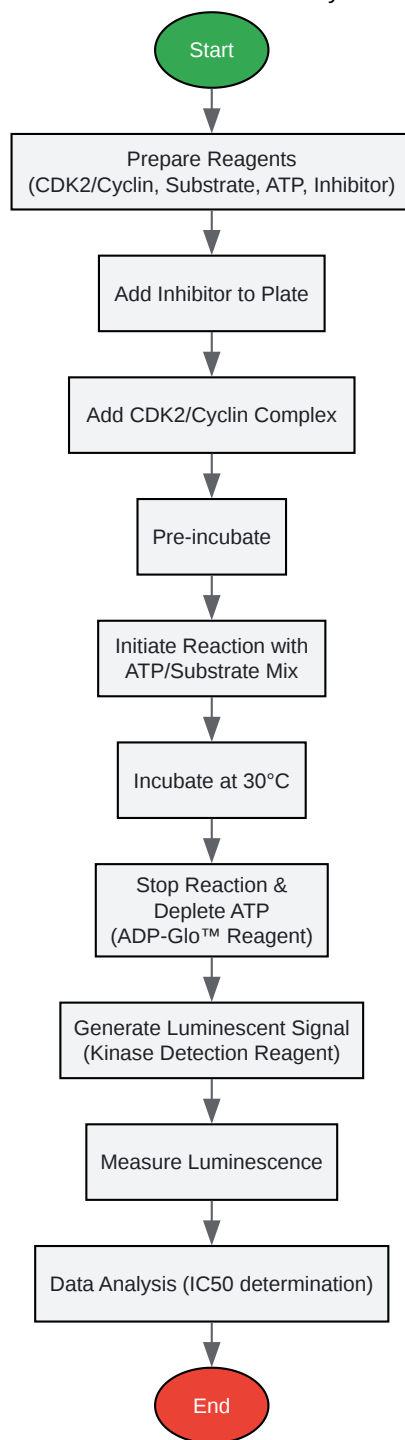 Start
Prepare Reagents
(CDK2/Cyclin, Substrate, ATP, Inhibitor)
Add Inhibitor to Plate
Add CDK2/Cyclin Complex
Pre-incubate
Initiate Reaction with
ATP/Substrate Mix
Incubate at 30°C
Stop Reaction &
Deplete ATP
(ADP-Glo™ Reagent)
Generate Luminescent Signal
(Kinase Detection Reagent)
Measure Luminescence
Data Analysis (IC50 determination)
End